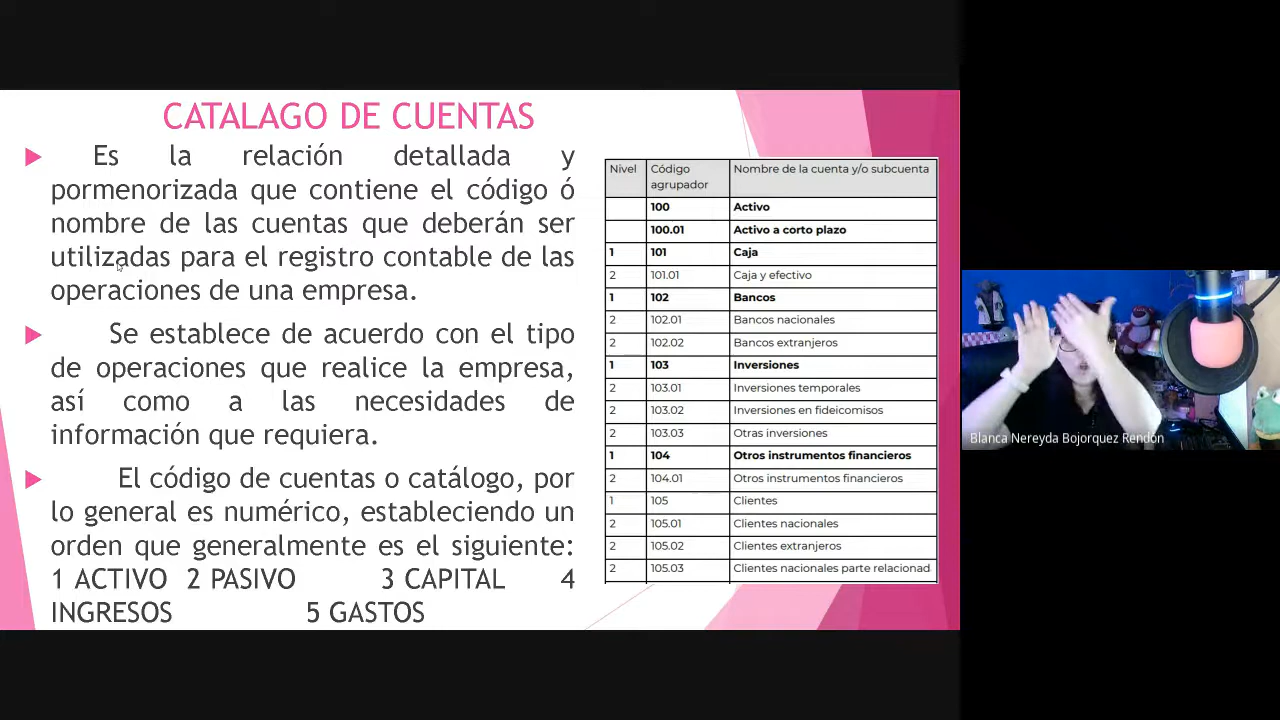 CATALAGO DE CUENTAS
Es la relación detallada y
pormenorizada que contiene el código ó
nombre de las cuentas que deberán ser
utilizadas para el registro contable de las
operaciones de una empresa.
Se establece de acuerdo con el tipo
de operaciones que realice la empresa,
así como a las necesidades de
información que requiera.
El código de cuentas o catálogo, por
lo general es numérico, estableciendo un
orden que generalmente es el siguiente:
1 ACTIVO 2 PASIVO 3 CAPITAL 4
INGRESOS 5 GASTOS
Nivel Código agrupador Nombre de la cuenta y/o subcuenta
100 Activo
100.01 Activo a corto plazo
1 101 Caja
2 101.01 Caja y efectivo
1 102 Bancos
2 102.01 Bancos nacionales
2 102.02 Bancos extranjeros
1 103 Inversiones
2 103.01 Inversiones temporales
2 103.02 Inversiones en fideicomisos
2 103.03 Otras inversiones
1 104 Otros instrumentos financieros
2 104.01 Otros instrumentos financieros
1 105 Clientes
2 105.01 Clientes nacionales
2 105.02 Clientes extranjeros
2 105.03 Clientes nacionales parte relacionad
Blanca Nereyda Bojorquez Rendon